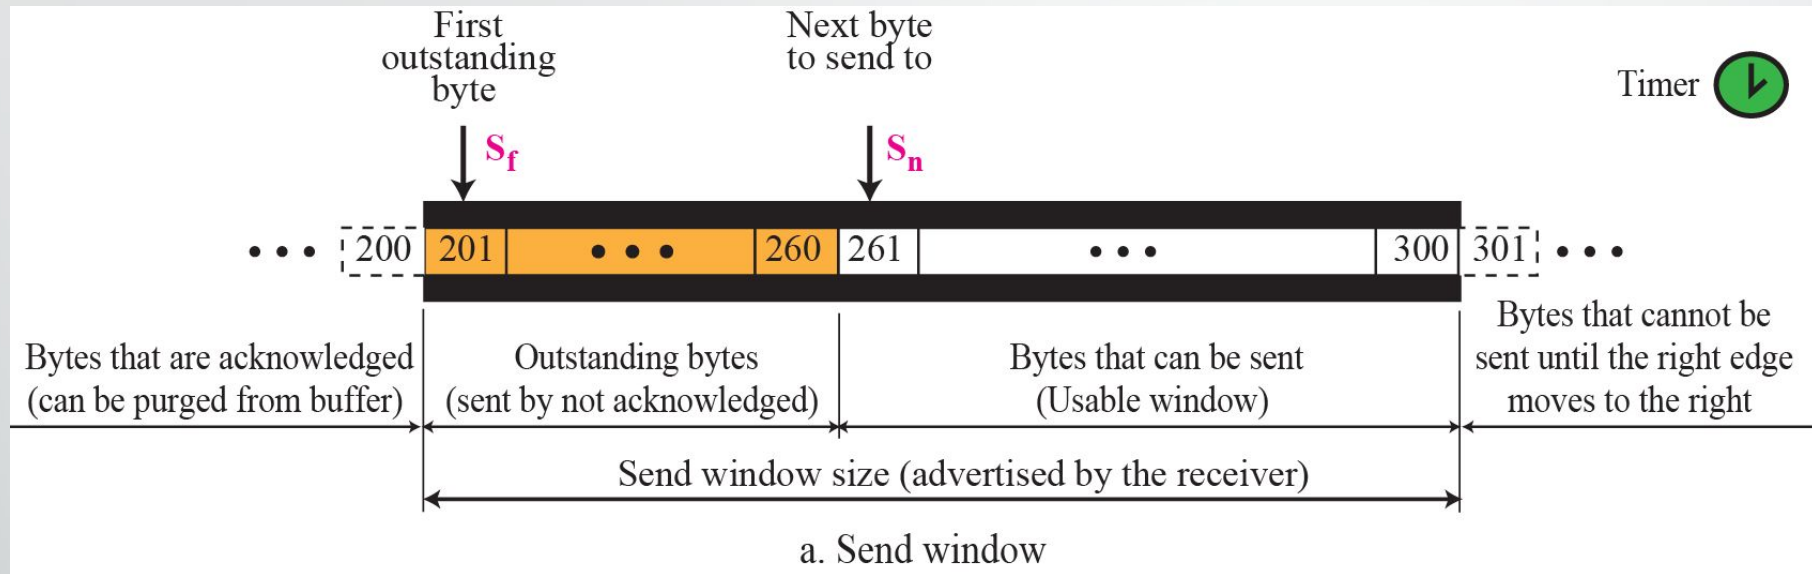 First
outstanding
byte
Next byte
to send to
Timer
Sf
Sn
• • • 200 201 • • • 260 261 • • • 300 301 • • •
Bytes that are acknowledged
(can be purged from buffer)
Outstanding bytes
(sent by not acknowledged)
Bytes that can be sent
(Usable window)
Bytes that cannot be
sent until the right edge
moves to the right
Send window size (advertised by the receiver)
a. Send window